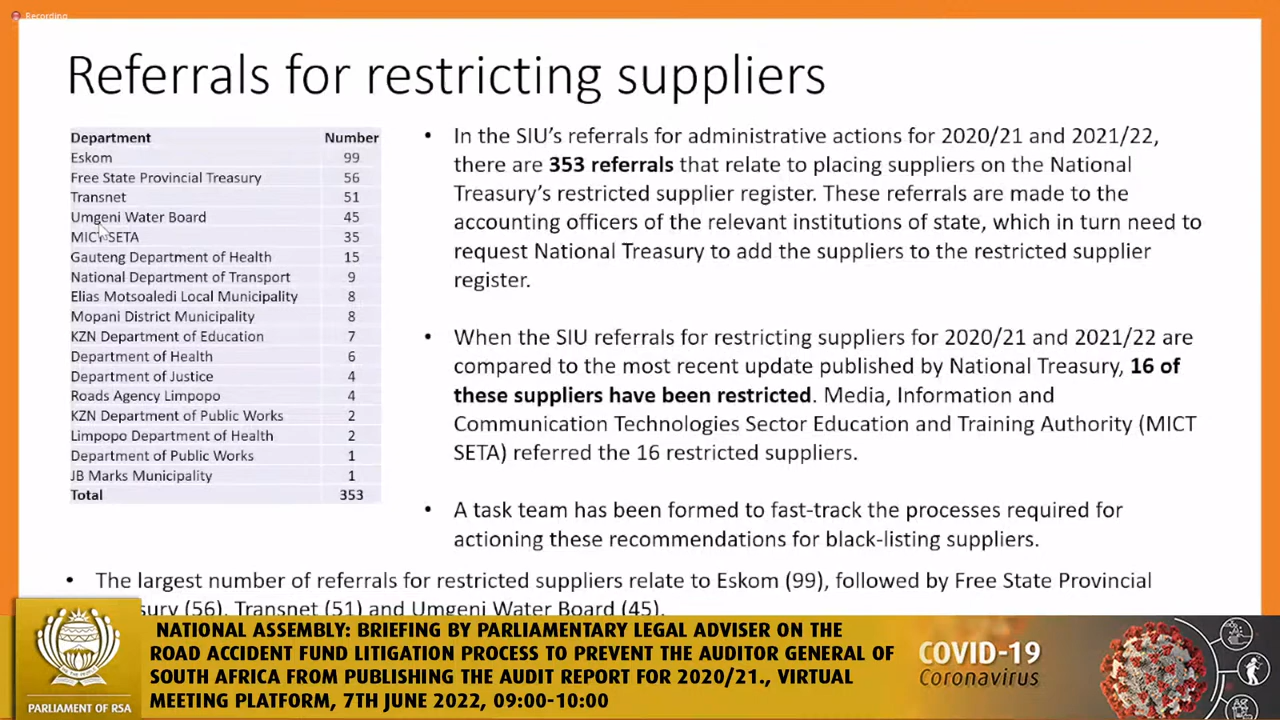 Recording
Referrals for restricting suppliers
Department Number
Eskom 99
Free State Provincial Treasury 56
Transnet 51
Umgeni Water Board 45
MICT SETA 35
Gauteng Department of Health 15
National Department of Transport 9
Elias Motsoaledi Local Municipality 8
Mopani District Municipality 8
KZN Department of Education 7
Department of Health 6
Department of Justice 4
Roads Agency Limpopo 4
KZN Department of Public Works 2
Limpopo Department of Health 2
Department of Public Works 1
JB Marks Municipality 1
Total 353
• In the SIU's referrals for administrative actions for 2020/21 and 2021/22,
there are 353 referrals that relate to placing suppliers on the National
Treasury's restricted supplier register. These referrals are made to the
accounting officers of the relevant institutions of state, which in turn need to
request National Treasury to add the suppliers to the restricted supplier
register.
• When the SIU referrals for restricting suppliers for 2020/21 and 2021/22 are
compared to the most recent update published by National Treasury, 16 of
these suppliers have been restricted. Media, Information and
Communication Technologies Sector Education and Training Authority (MICT
SETA) referred the 16 restricted suppliers.
• A task team has been formed to fast-track the processes required for
actioning these recommendations for black-listing suppliers.
• The largest number of referrals for restricted suppliers relate to Eskom (99), followed by Free State Provincial
sury (56), Transnet (51) and Umgeni Water Board (45).
NATIONAL ASSEMBLY: BRIEFING BY PARLIAMENTARY LEGAL ADVISER ON THE
ROAD ACCIDENT FUND LITIGATION PROCESS TO PREVENT THE AUDITOR GENERAL OF
SOUTH AFRICA FROM PUBLISHING THE AUDIT REPORT FOR 2020/21., VIRTUAL
MEETING PLATFORM, 7TH JUNE 2022, 09:00-10:00
PARLIAMENT OF RSA
COVID-19
Coronavirus